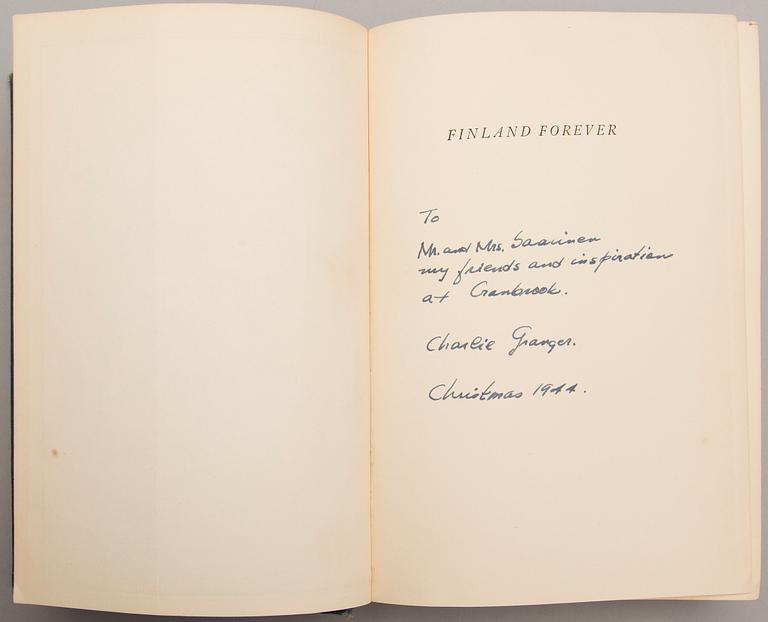 FINLAND FOREVER
To
Mr. and Mrs. Saarinen
my friends and inspiration
at Cranbrook.
Charlie Granger.
Christmas 1944.